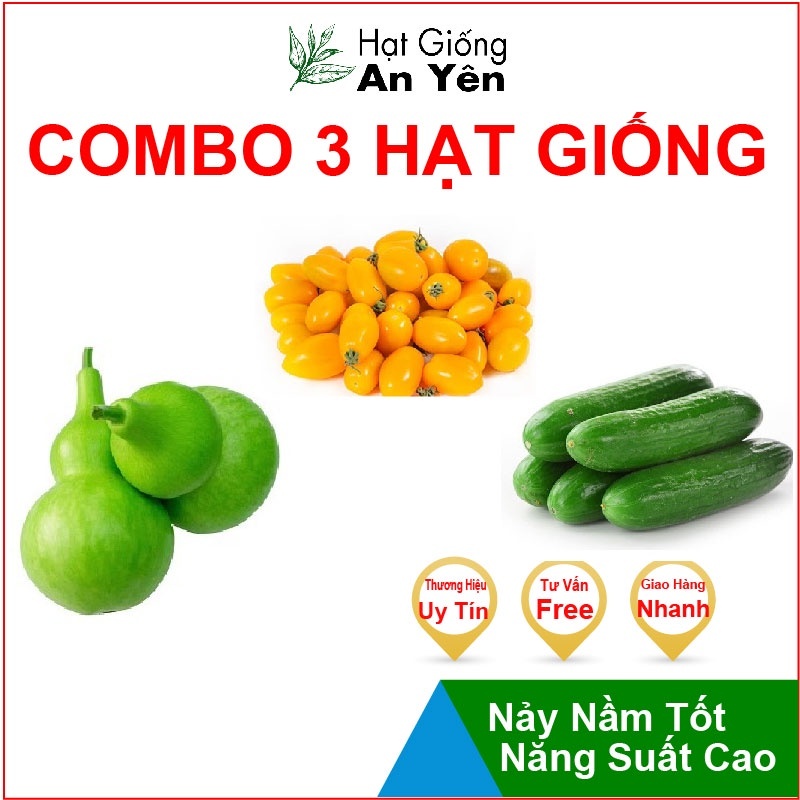 Hạt Giống
An Yên
COMBO 3 HẠT GIỐNG
Thương Hiệu
Uy Tín
Tư Vấn
Free
Giao Hàng
Nhanh
Nảy Nầm Tốt
Năng Suất Cao